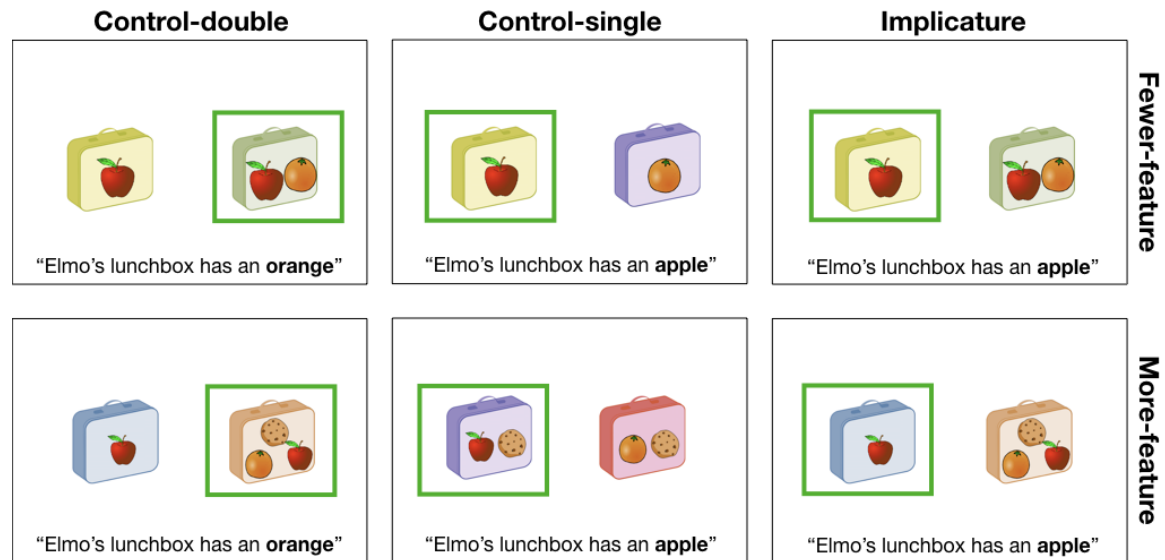 Control-double
Control-single
Implicature
Fewer-feature
“Elmo’s lunchbox has an orange”
“Elmo’s lunchbox has an apple”
“Elmo’s lunchbox has an apple”
More-feature
“Elmo’s lunchbox has an orange”
“Elmo’s lunchbox has an apple”
“Elmo’s lunchbox has an apple”